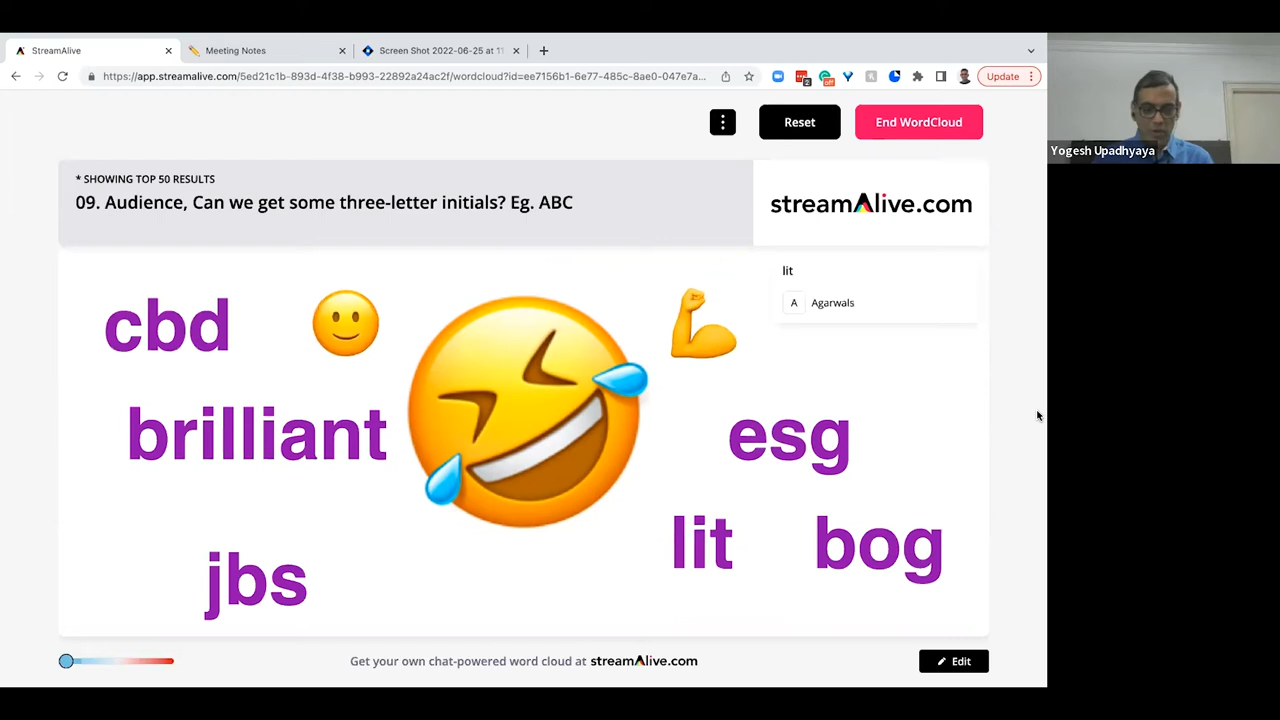 StreamAlive
Meeting Notes
Screen Shot 2022-06-25 at 11
https://app.streamalive.com/5ed21c1b-893d-4f38-b993-22892a24ac2f/wordcloud?id=ee7156b1-6e77-485c-8ae0-047e7a...
2
off
Update
Reset
End WordCloud
Yogesh Upadhyaya
* SHOWING TOP 50 RESULTS
09. Audience, Can we get some three-letter initials? Eg. ABC
streamAlive.com
lit
A Agarwals
cbd
brilliant
esg
lit
bog
jbs
Get your own chat-powered word cloud at streamAlive.com
Edit